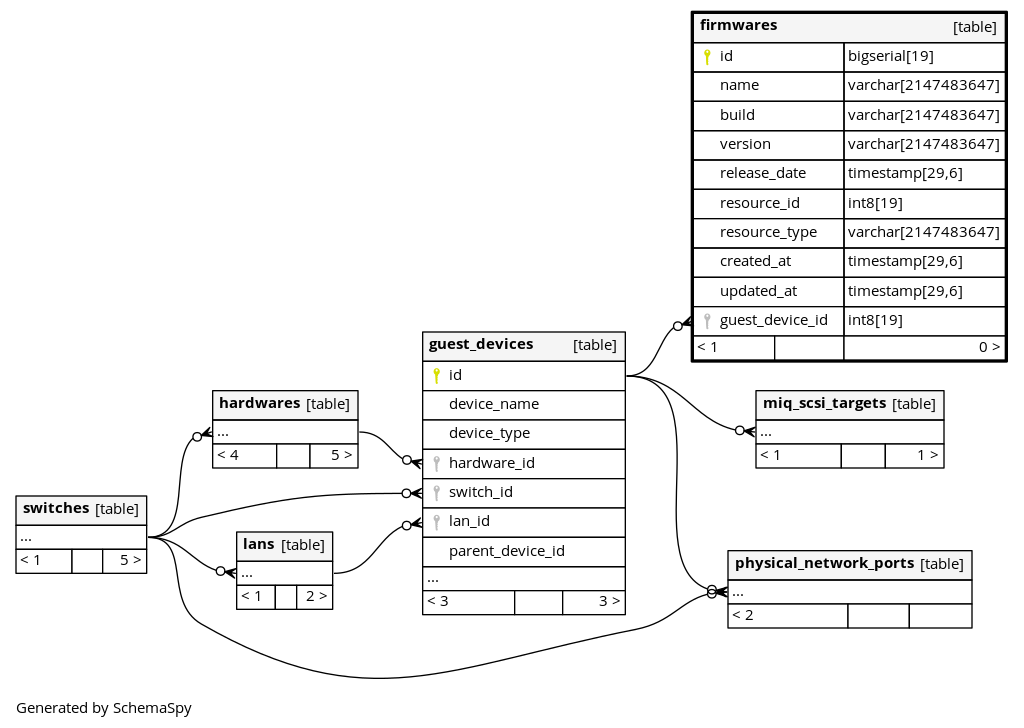 firmwares [table]
id bigserial[19]
name varchar[2147483647]
build varchar[2147483647]
version varchar[2147483647]
release_date timestamp[29,6]
resource_id int8[19]
resource_type varchar[2147483647]
created_at timestamp[29,6]
updated_at timestamp[29,6]
guest_device_id int8[19]
< 1 0 >
guest_devices [table]
id
device_name
device_type
hardware_id
switch_id
lan_id
parent_device_id
...
< 3 3 >
hardwares [table]
...
< 4 5 >
miq_scsi_targets [table]
...
< 1 1 >
switches [table]
...
< 1 5 >
lans [table]
...
< 1 2 >
physical_network_ports [table]
...
< 2
Generated by SchemaSpy